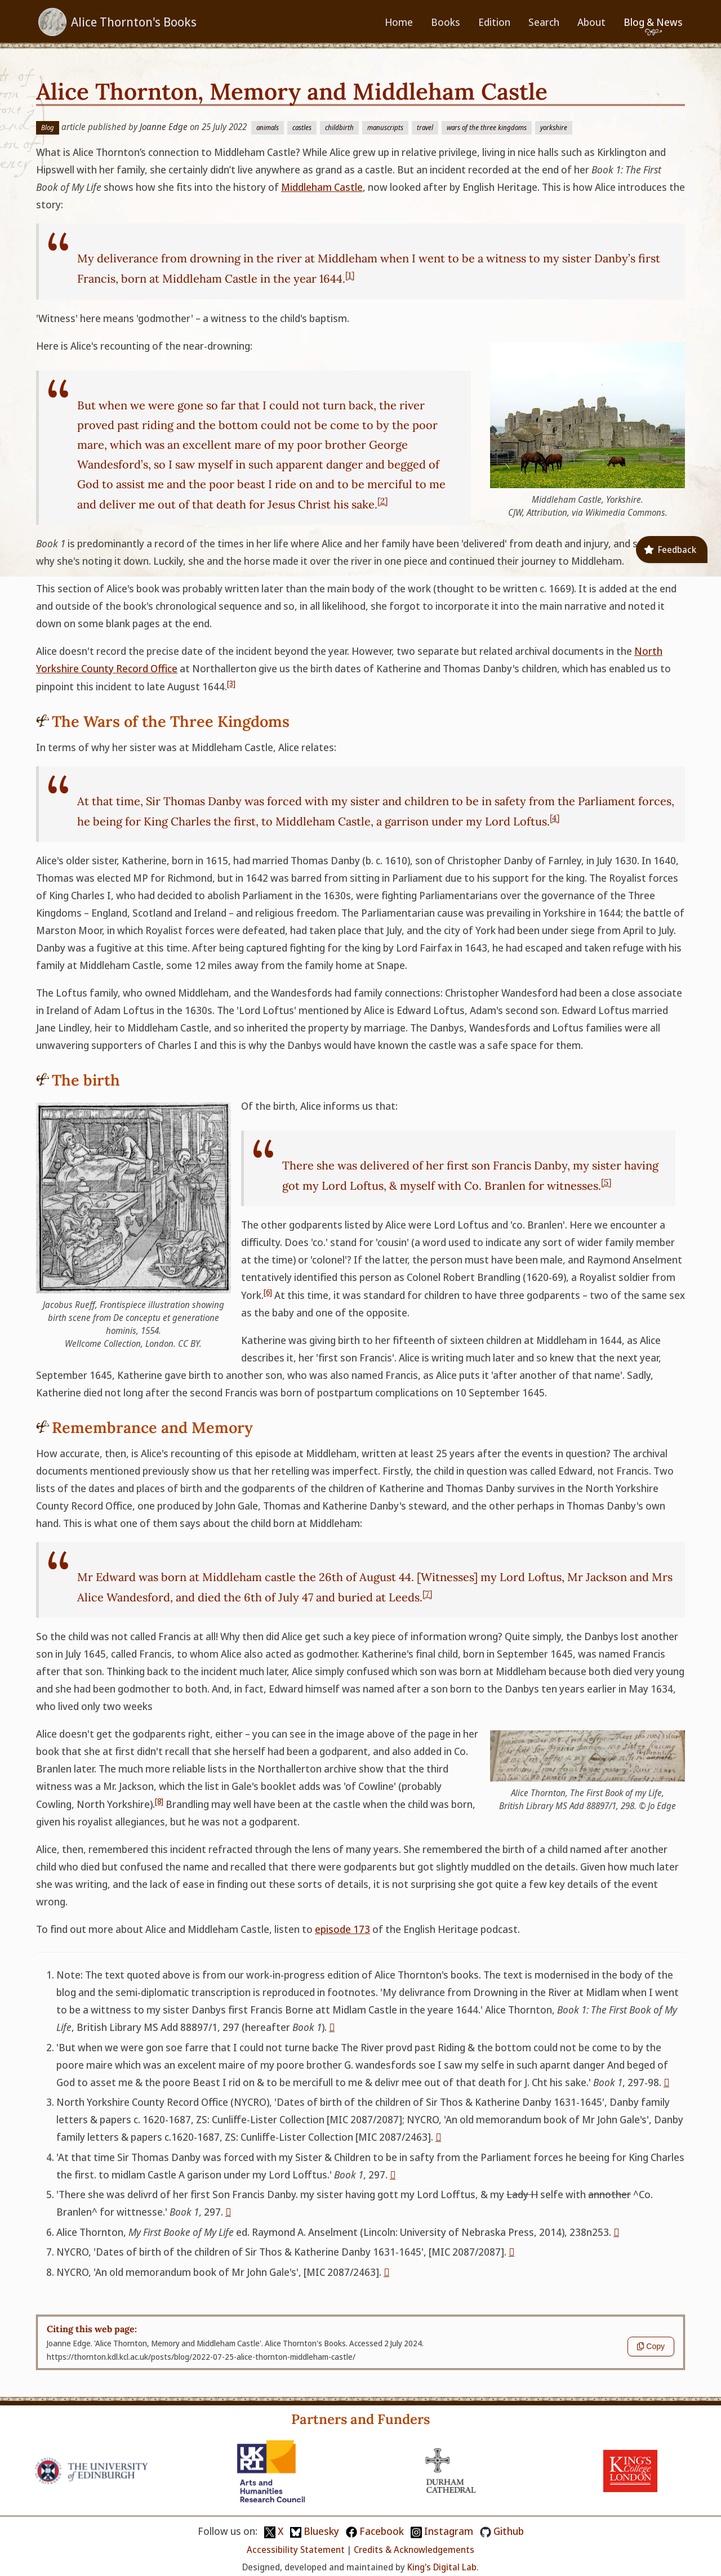 Alice Thornton's Books
Home Books Edition Search About Blog & News
Alice Thornton, Memory and Middleham Castle
Blog article published by Joanne Edge on 25 July 2022 animals castles childbirth manuscripts travel wars of the three kingdoms yorkshire
What is Alice Thornton’s connection to Middleham Castle? While Alice grew up in relative privilege, living in nice halls such as Kirklington and
Hipswell with her family, she certainly didn’t live anywhere as grand as a castle. But an incident recorded at the end of her Book 1: The First
Book of My Life shows how she fits into the history of Middleham Castle, now looked after by English Heritage. This is how Alice introduces the
story:
My deliverance from drowning in the river at Middleham when I went to be a witness to my sister Danby’s first
Francis, born at Middleham Castle in the year 1644.[1]
'Witness' here means 'godmother' – a witness to the child's baptism.
Here is Alice's recounting of the near-drowning:
But when we were gone so far that I could not turn back, the river
proved past riding and the bottom could not be come to by the poor
mare, which was an excellent mare of my poor brother George
Wandesford’s, so I saw myself in such apparent danger and begged of
God to assist me and the poor beast I ride on and to be merciful to me
and deliver me out of that death for Jesus Christ his sake.[2]
Middleham Castle, Yorkshire.
CJW, Attribution, via Wikimedia Commons.
Book 1 is predominantly a record of the times in her life where Alice and her family have been 'delivered' from death and injury, and s
why she's noting it down. Luckily, she and the horse made it over the river in one piece and continued their journey to Middleham.
Feedback
This section of Alice's book was probably written later than the main body of the work (thought to be written c. 1669). It is added at the end
and outside of the book's chronological sequence and so, in all likelihood, she forgot to incorporate it into the main narrative and noted it
down on some blank pages at the end.
Alice doesn't record the precise date of the incident beyond the year. However, two separate but related archival documents in the North
Yorkshire County Record Office at Northallerton give us the birth dates of Katherine and Thomas Danby's children, which has enabled us to
pinpoint this incident to late August 1644.[3]
The Wars of the Three Kingdoms
In terms of why her sister was at Middleham Castle, Alice relates:
At that time, Sir Thomas Danby was forced with my sister and children to be in safety from the Parliament forces,
he being for King Charles the first, to Middleham Castle, a garrison under my Lord Loftus.[4]
Alice's older sister, Katherine, born in 1615, had married Thomas Danby (b. c. 1610), son of Christopher Danby of Farnley, in July 1630. In 1640,
Thomas was elected MP for Richmond, but in 1642 was barred from sitting in Parliament due to his support for the king. The Royalist forces
of King Charles I, who had decided to abolish Parliament in the 1630s, were fighting Parliamentarians over the governance of the Three
Kingdoms – England, Scotland and Ireland – and religious freedom. The Parliamentarian cause was prevailing in Yorkshire in 1644; the battle of
Marston Moor, in which Royalist forces were defeated, had taken place that July, and the city of York had been under siege from April to July.
Danby was a fugitive at this time. After being captured fighting for the king by Lord Fairfax in 1643, he had escaped and taken refuge with his
family at Middleham Castle, some 12 miles away from the family home at Snape.
The Loftus family, who owned Middleham, and the Wandesfords had family connections: Christopher Wandesford had been a close associate
in Ireland of Adam Loftus in the 1630s. The 'Lord Loftus' mentioned by Alice is Edward Loftus, Adam's second son. Edward Loftus married
Jane Lindley, heir to Middleham Castle, and so inherited the property by marriage. The Danbys, Wandesfords and Loftus families were all
unwavering supporters of Charles I and this is why the Danbys would have known the castle was a safe space for them.
The birth
Of the birth, Alice informs us that:
There she was delivered of her first son Francis Danby, my sister having
got my Lord Loftus, & myself with Co. Branlen for witnesses.[5]
The other godparents listed by Alice were Lord Loftus and 'co. Branlen'. Here we encounter a
difficulty. Does 'co.' stand for 'cousin' (a word used to indicate any sort of wider family member
at the time) or 'colonel'? If the latter, the person must have been male, and Raymond Anselment
tentatively identified this person as Colonel Robert Brandling (1620-69), a Royalist soldier from
York.[6] At this time, it was standard for children to have three godparents – two of the same sex
as the baby and one of the opposite.
Jacobus Rueff, Frontispiece illustration showing
birth scene from De conceptu et generatione
hominis, 1554.
Wellcome Collection, London. CC BY.
Katherine was giving birth to her fifteenth of sixteen children at Middleham in 1644, as Alice
describes it, her 'first son Francis'. Alice is writing much later and so knew that the next year,
September 1645, Katherine gave birth to another son, who was also named Francis, as Alice puts it 'after another of that name'. Sadly,
Katherine died not long after the second Francis was born of postpartum complications on 10 September 1645.
Remembrance and Memory
How accurate, then, is Alice's recounting of this episode at Middleham, written at least 25 years after the events in question? The archival
documents mentioned previously show us that her retelling was imperfect. Firstly, the child in question was called Edward, not Francis. Two
lists of the dates and places of birth and the godparents of the children of Katherine and Thomas Danby survives in the North Yorkshire
County Record Office, one produced by John Gale, Thomas and Katherine Danby's steward, and the other perhaps in Thomas Danby's own
hand. This is what one of them says about the child born at Middleham:
Mr Edward was born at Middleham castle the 26th of August 44. [Witnesses] my Lord Loftus, Mr Jackson and Mrs
Alice Wandesford, and died the 6th of July 47 and buried at Leeds.[7]
So the child was not called Francis at all! Why then did Alice get such a key piece of information wrong? Quite simply, the Danbys lost another
son in July 1645, called Francis, to whom Alice also acted as godmother. Katherine's final child, born in September 1645, was named Francis
after that son. Thinking back to the incident much later, Alice simply confused which son was born at Middleham because both died very young
and she had been godmother to both. And, in fact, Edward himself was named after a son born to the Danbys ten years earlier in May 1634,
who lived only two weeks
Alice doesn't get the godparents right, either – you can see in the image above of the page in her
book that she at first didn't recall that she herself had been a godparent, and also added in Co.
Branlen later. The much more reliable lists in the Northallerton archive show that the third
witness was a Mr. Jackson, which the list in Gale's booklet adds was 'of Cowline' (probably
Cowling, North Yorkshire).[8] Brandling may well have been at the castle when the child was born,
given his royalist allegiances, but he was not a godparent.
Alice Thornton, The First Book of my Life,
British Library MS Add 88897/1, 298. © Jo Edge
Alice, then, remembered this incident refracted through the lens of many years. She remembered the birth of a child named after another
child who died but confused the name and recalled that there were godparents but got slightly muddled on the details. Given how much later
she was writing, and the lack of ease in finding out these sorts of details, it is not surprising she got quite a few key details of the event
wrong.
To find out more about Alice and Middleham Castle, listen to episode 173 of the English Heritage podcast.
1. Note: The text quoted above is from our work-in-progress edition of Alice Thornton's books. The text is modernised in the body of the
blog and the semi-diplomatic transcription is reproduced in footnotes. 'My delivrance from Drowning in the River at Midlam when I went
to be a wittness to my sister Danbys first Francis Borne att Midlam Castle in the yeare 1644.' Alice Thornton, Book 1: The First Book of My
Life, British Library MS Add 88897/1, 297 (hereafter Book 1).
2. 'But when we were gon soe farre that I could not turne backe The River provd past Riding & the bottom could not be come to by the
poore maire which was an excelent maire of my poore brother G. wandesfords soe I saw my selfe in such aparnt danger And beged of
God to asset me & the poore Beast I rid on & to be mercifull to me & delivr mee out of that death for J. Cht his sake.' Book 1, 297-98.
3. North Yorkshire County Record Office (NYCRO), 'Dates of birth of the children of Sir Thos & Katherine Danby 1631-1645', Danby family
letters & papers c. 1620-1687, ZS: Cunliffe-Lister Collection [MIC 2087/2087]; NYCRO, 'An old memorandum book of Mr John Gale's', Danby
family letters & papers c.1620-1687, ZS: Cunliffe-Lister Collection [MIC 2087/2463].
4. 'At that time Sir Thomas Danby was forced with my Sister & Children to be in safty from the Parliament forces he beeing for King Charles
the first. to midlam Castle A garison under my Lord Lofftus.' Book 1, 297.
5. 'There she was delivrd of her first Son Francis Danby. my sister having gott my Lord Lofftus, & my Lady H selfe with annother ^Co.
Branlen^ for wittnesse.' Book 1, 297.
6. Alice Thornton, My First Booke of My Life ed. Raymond A. Anselment (Lincoln: University of Nebraska Press, 2014), 238n253.
7. NYCRO, 'Dates of birth of the children of Sir Thos & Katherine Danby 1631-1645', [MIC 2087/2087].
8. NYCRO, 'An old memorandum book of Mr John Gale's', [MIC 2087/2463].
Citing this web page:
Joanne Edge. 'Alice Thornton, Memory and Middleham Castle'. Alice Thornton's Books. Accessed 2 July 2024.
https://thornton.kdl.kcl.ac.uk/posts/blog/2022-07-25-alice-thornton-middleham-castle/
Copy
Partners and Funders
THE UNIVERSITY
of EDINBURGH
UKRI
Arts and
Humanities
Research Council
DURHAM
CATHEDRAL
KING'S
College
LONDON
Follow us on: X Bluesky Facebook Instagram Github
Accessibility Statement | Credits & Acknowledgements
Designed, developed and maintained by King's Digital Lab.